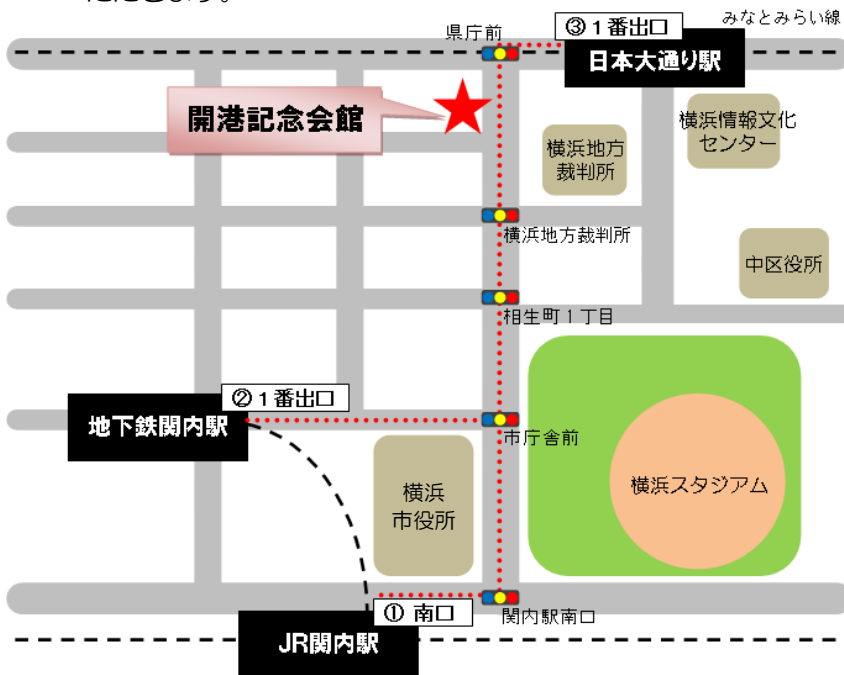 県庁前
③1番出口
みなとみらい線
日本大通り駅
開港記念会館
横浜地方
裁判所
横浜情報文化
センター
横浜地方裁判所
中区役所
相生町1丁目
②1番出口
地下鉄関内駅
市庁舎前
横浜
市役所
横浜スタジアム
①南口
関内駅南口
JR関内駅